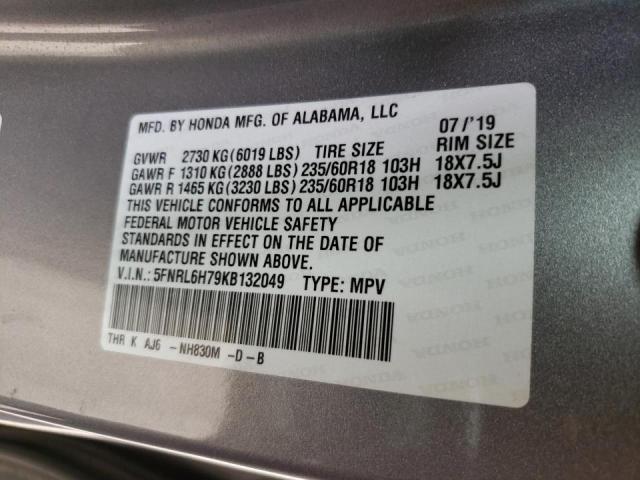 MFD. BY HONDA MFG. OF ALABAMA, LLC 07/'19
GVWR 2730 KG(6019 LBS) TIRE SIZE RIM SIZE
GAWR F 1310 KG(2888 LBS)235/60R18 103H 18X7.5J
GAWR R 1465 KG(3230 LBS)235/60R18 103H 18X7.5J
THIS VEHICLE CONFORMS TO ALL APPLICABLE
FEDERAL MOTOR VEHICLE SAFETY
STANDARDS IN EFFECT ON THE DATE OF
MANUFACTURE SHOWN ABOVE.
V.I.N.: 5FNRL6H79KB132049 TYPE: MPV
THR K AJ6 -NH830M -D-B